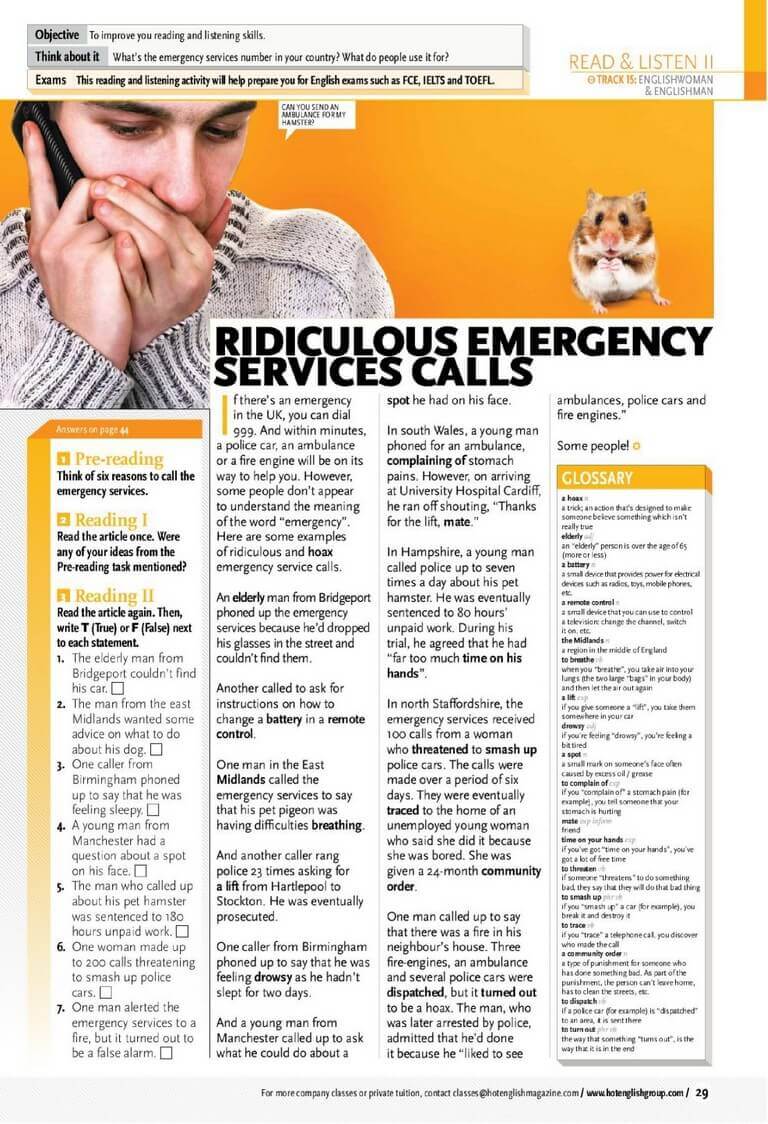 Objective To improve you reading and listening skills.
Think about it What's the emergency services number in your country? What do people use it for?
Exams This reading and listening activity will help prepare you for English exams such as FCE, IELTS and TOEFL.
READ & LISTEN II
TRACK 15: ENGLISHWOMAN
& ENGLISHMAN
CAN YOU SEND AN
AMBULANCE FOR MY
HAMSTER?
RIDICULOUS EMERGENCY
SERVICES CALLS
Answers on page 44
1 Pre-reading
Think of six reasons to call the
emergency services.
2 Reading I
Read the article once. Were
any of your ideas from the
Pre-reading task mentioned?
3 Reading II
Read the article again. Then,
write T (True) or F (False) next
to each statement.
1. The elderly man from
Bridgeport couldn't find
his car.
2. The man from the east
Midlands wanted some
advice on what to do
about his dog.
3. One caller from
Birmingham phoned
up to say that he was
feeling sleepy.
4. A young man from
Manchester had a
question about a spot
on his face.
5. The man who called up
about his pet hamster
was sentenced to 180
hours unpaid work.
6. One woman made up
to 200 calls threatening
to smash up police
cars.
7. One man alerted the
emergency services to a
fire, but it turned out to
be a false alarm.
If there's an emergency
in the UK, you can dial
999. And within minutes,
a police car, an ambulance
or a fire engine will be on its
way to help you. However,
some people don't appear
to understand the meaning
of the word "emergency".
Here are some examples
of ridiculous and hoax
emergency service calls.
An elderly man from Bridgeport
phoned up the emergency
services because he'd dropped
his glasses in the street and
couldn't find them.
Another called to ask for
instructions on how to
change a battery in a remote
control.
One man in the East
Midlands called the
emergency services to say
that his pet pigeon was
having difficulties breathing.
And another caller rang
police 23 times asking for
a lift from Hartlepool to
Stockton. He was eventually
prosecuted.
One caller from Birmingham
phoned up to say that he was
feeling drowsy as he hadn't
slept for two days.
And a young man from
Manchester called up to ask
what he could do about a
spot he had on his face.
In south Wales, a young man
phoned for an ambulance,
complaining of stomach
pains. However, on arriving
at University Hospital Cardiff,
he ran off shouting, "Thanks
for the lift, mate."
In Hampshire, a young man
called police up to seven
times a day about his pet
hamster. He was eventually
sentenced to 80 hours'
unpaid work. During his
trial, he agreed that he had
"far too much time on his
hands".
In north Staffordshire, the
emergency services received
100 calls from a woman
who threatened to smash up
police cars. The calls were
made over a period of six
days. They were eventually
traced to the home of an
unemployed young woman
who said she did it because
she was bored. She was
given a 24-month community
order.
One man called up to say
that there was a fire in his
neighbour's house. Three
fire-engines, an ambulance
and several police cars were
dispatched, but it turned out
to be a hoax. The man, who
was later arrested by police,
admitted that he'd done
it because he "liked to see
ambulances, police cars and
fire engines."
Some people!
GLOSSARY
a hoax n
a trick; an action that's designed to make
someone believe something which isn't
really true
elderly adj
an "elderly" person is over the age of 65
(more or less)
a battery n
a small device that provides power for electrical
devices such as radios, toys, mobile phones,
etc.
a remote control n
a small device that you can use to control
a television: change the channel, switch
it on, etc.
the Midlands n
a region in the middle of England
to breathe vb
when you "breathe", you take air into your
lungs (the two large "bags" in your body)
and then let the air out again
a lift exp
if you give someone a "lift", you take them
somewhere in your car
drowsy adj
if you're feeling "drowsy", you're feeling a
bit tired
a spot n
a small mark on someone's face often
caused by excess oil / grease
to complain of exp
if you "complain of" a stomach pain (for
example), you tell someone that your
stomach is hurting
mate exp inform
friend
time on your hands exp
if you've got "time on your hands", you've
got a lot of free time
to threaten vb
if someone "threatens" to do something
bad, they say that they will do that bad thing
to smash up phr vb
if you "smash up" a car (for example), you
break it and destroy it
to trace vb
if you "trace" a telephone call, you discover
who made the call
a community order n
a type of punishment for someone who
has done something bad. As part of the
punishment, the person can't leave home,
has to clean the streets, etc.
to dispatch vb
if a police car (for example) is "dispatched"
to an area, it is sent there
to turn out phr vb
the way that something "turns out", is the
way that it is in the end
For more company classes or private tuition, contact classes@hotenglishmagazine.com / www.hotenglishgroup.com / 29